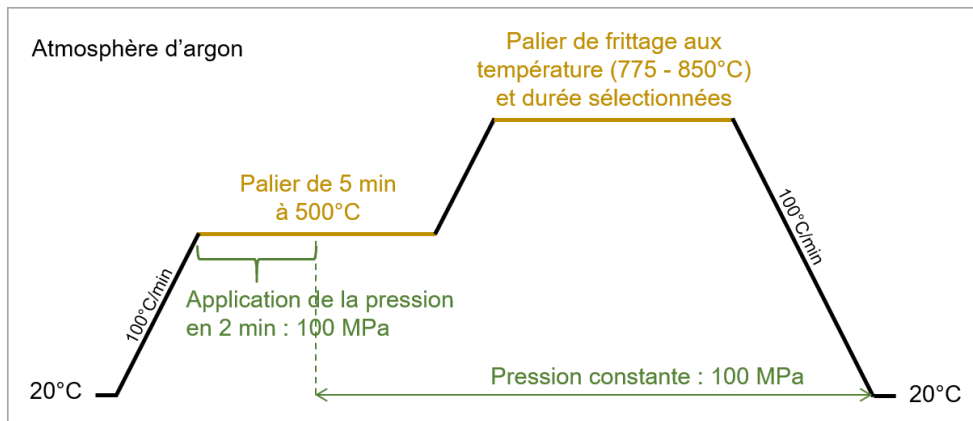 Atmosphère d'argon
Palier de frittage aux
température (775 - 850°C)
et durée sélectionnées
Palier de 5 min
à 500°C
100°C/min
100°C/min
Application de la pression
en 2 min : 100 MPa
Pression constante : 100 MPa
20°C
20°C